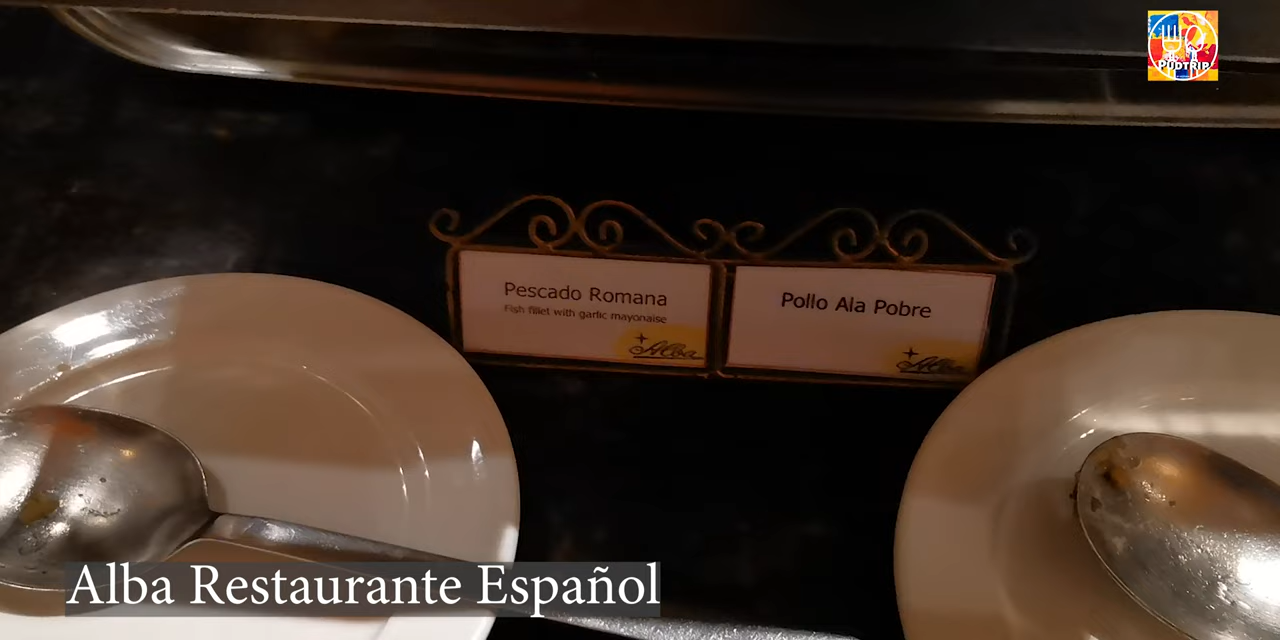 PUDTRIP
Pescado Romana
Fish fillet with garlic mayonaise
Alba
Pollo Ala Pobre
Alba
Alba Restaurante Español